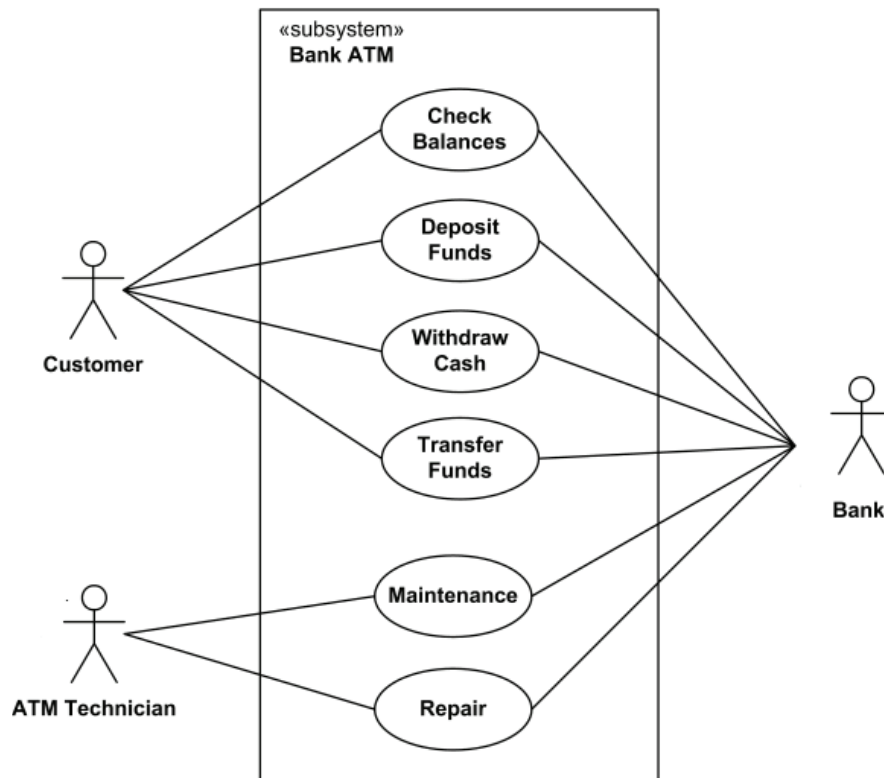 «subsystem»
Bank ATM
Check
Balances
Deposit
Funds
Customer
Withdraw
Cash
Transfer
Funds
Bank
Maintenance
ATM Technician
Repair